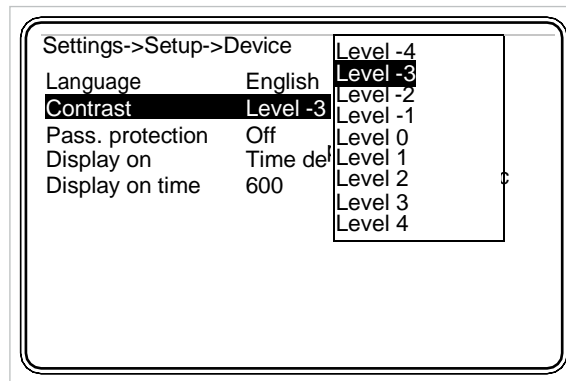 Settings->Setup->Device
Language English
Contrast Level -3
Pass. protection Off
Display on Time de
Display on time 600
Level -4
Level -3
Level -2
Level -1
Level 0
Level 1
Level 2
Level 3
Level 4